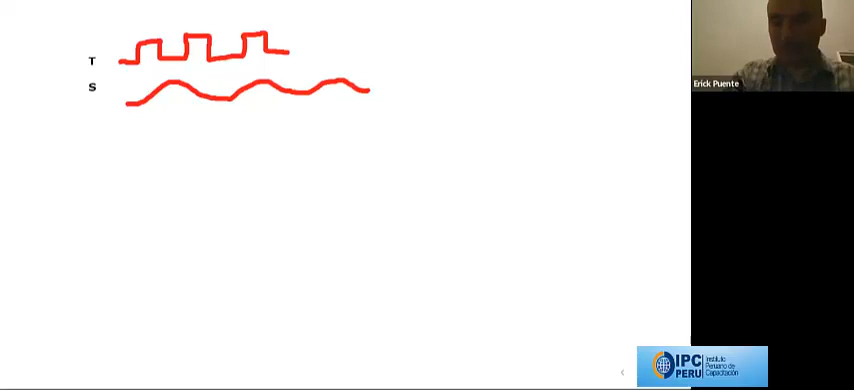 T
S
Erick Puente
‹
IPC PERU
Instituto
Peruano de
Capacitación